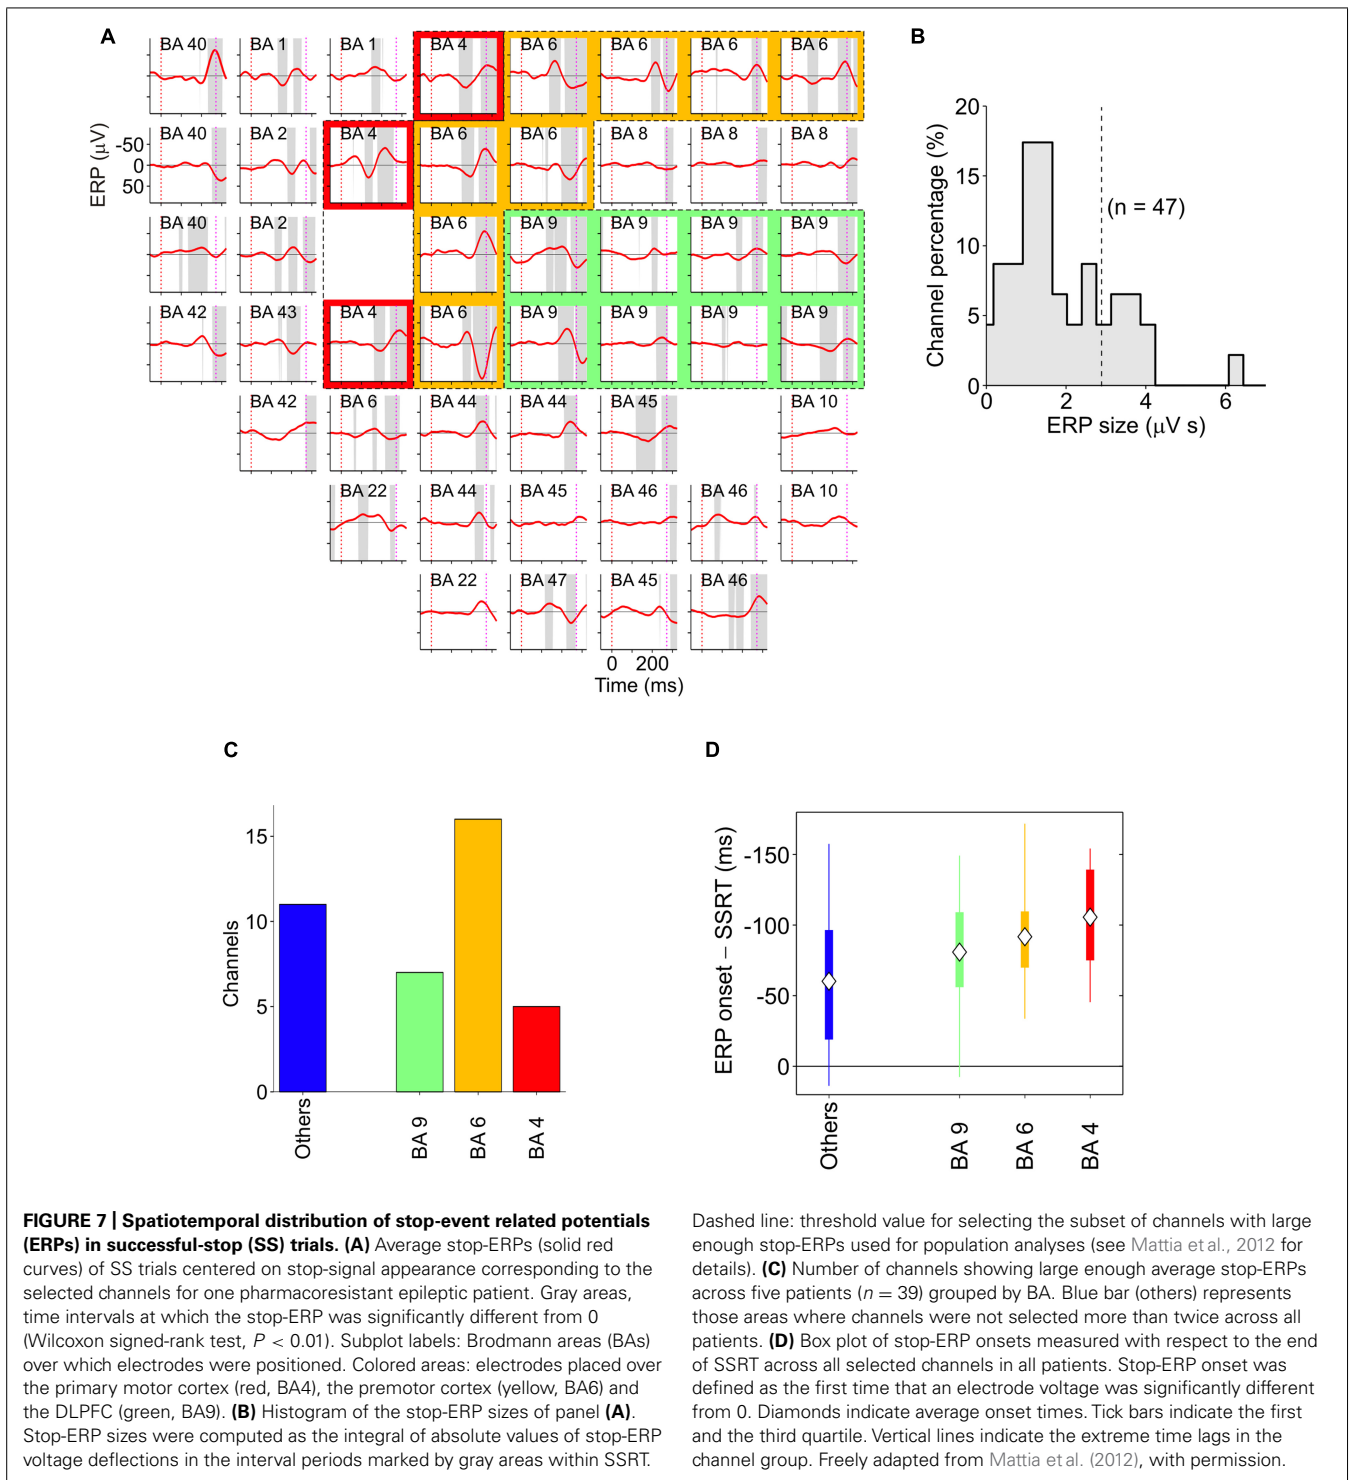 A
B
BA 40 BA 1 BA 1 BA 4 BA 6 BA 6 BA 6 BA 6
BA 40 BA 2 BA 4 BA 6 BA 6 BA 8 BA 8 BA 8
ERP (μV)
-50
0
50
BA 40 BA 2 BA 6 BA 9 BA 9 BA 9 BA 9
BA 42 BA 43 BA 4 BA 6 BA 9 BA 9 BA 9 BA 9
BA 42 BA 6 BA 44 BA 44 BA 45 BA 10
BA 22 BA 44 BA 45 BA 46 BA 46 BA 10
BA 22 BA 47 BA 45 BA 46
0 200
Time (ms)
Channel percentage (%)
20
15
10
5
0
(n = 47)
0 2 4 6
ERP size (μV s)
C
Channels
15
10
5
0
Others BA 9 BA 6 BA 4
D
ERP onset – SSRT (ms)
-150
-100
-50
0
Others BA 9 BA 6 BA 4
FIGURE 7 | Spatiotemporal distribution of stop-event related potentials
(ERPs) in successful-stop (SS) trials. (A) Average stop-ERPs (solid red
curves) of SS trials centered on stop-signal appearance corresponding to the
selected channels for one pharmacoresistant epileptic patient. Gray areas,
time intervals at which the stop-ERP was significantly different from 0
(Wilcoxon signed-rank test, P < 0.01). Subplot labels: Brodmann areas (BAs)
over which electrodes were positioned. Colored areas: electrodes placed over
the primary motor cortex (red, BA4), the premotor cortex (yellow, BA6) and
the DLPFC (green, BA9). (B) Histogram of the stop-ERP sizes of panel (A).
Stop-ERP sizes were computed as the integral of absolute values of stop-ERP
voltage deflections in the interval periods marked by gray areas within SSRT.
Dashed line: threshold value for selecting the subset of channels with large
enough stop-ERPs used for population analyses (see Mattia et al., 2012 for
details). (C) Number of channels showing large enough average stop-ERPs
across five patients (n = 39) grouped by BA. Blue bar (others) represents
those areas where channels were not selected more than twice across all
patients. (D) Box plot of stop-ERP onsets measured with respect to the end
of SSRT across all selected channels in all patients. Stop-ERP onset was
defined as the first time that an electrode voltage was significantly different
from 0. Diamonds indicate average onset times. Tick bars indicate the first
and the third quartile. Vertical lines indicate the extreme time lags in the
channel group. Freely adapted from Mattia et al. (2012), with permission.